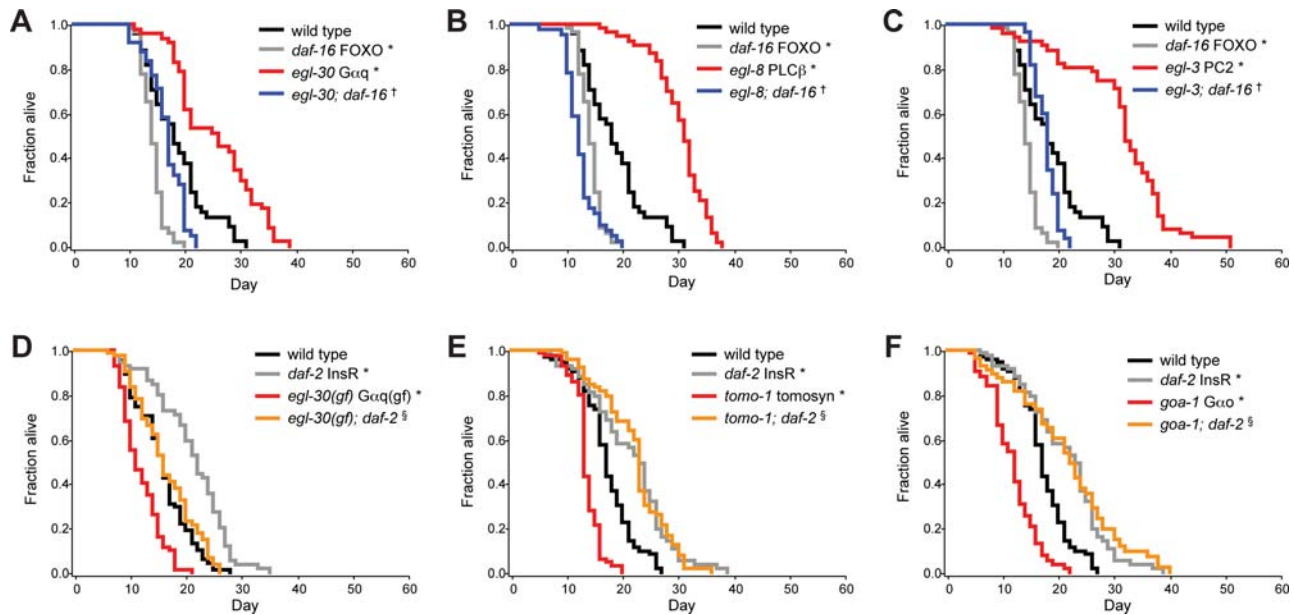 A
wild type
daf-16 FOXO *
egl-30 Gαq *
egl-30; daf-16 †
Fraction alive
1.0
0.8
0.6
0.4
0.2
0.0
0 10 20 30 40 50 60
Day
B
wild type
daf-16 FOXO *
egl-8 PLCβ *
egl-8; daf-16 †
Fraction alive
1.0
0.8
0.6
0.4
0.2
0.0
0 10 20 30 40 50 60
Day
C
wild type
daf-16 FOXO *
egl-3 PC2 *
egl-3; daf-16 †
Fraction alive
1.0
0.8
0.6
0.4
0.2
0.0
0 10 20 30 40 50 60
Day
D
wild type
daf-2 InsR *
egl-30(gf) Gαq(gf) *
egl-30(gf); daf-2 §
Fraction alive
1.0
0.8
0.6
0.4
0.2
0.0
0 10 20 30 40 50 60
Day
E
wild type
daf-2 InsR *
tomo-1 tomosyn *
tomo-1; daf-2 §
Fraction alive
1.0
0.8
0.6
0.4
0.2
0.0
0 10 20 30 40 50 60
Day
F
wild type
daf-2 InsR *
goa-1 Gαo *
goa-1; daf-2 §
Fraction alive
1.0
0.8
0.6
0.4
0.2
0.0
0 10 20 30 40 50 60
Day